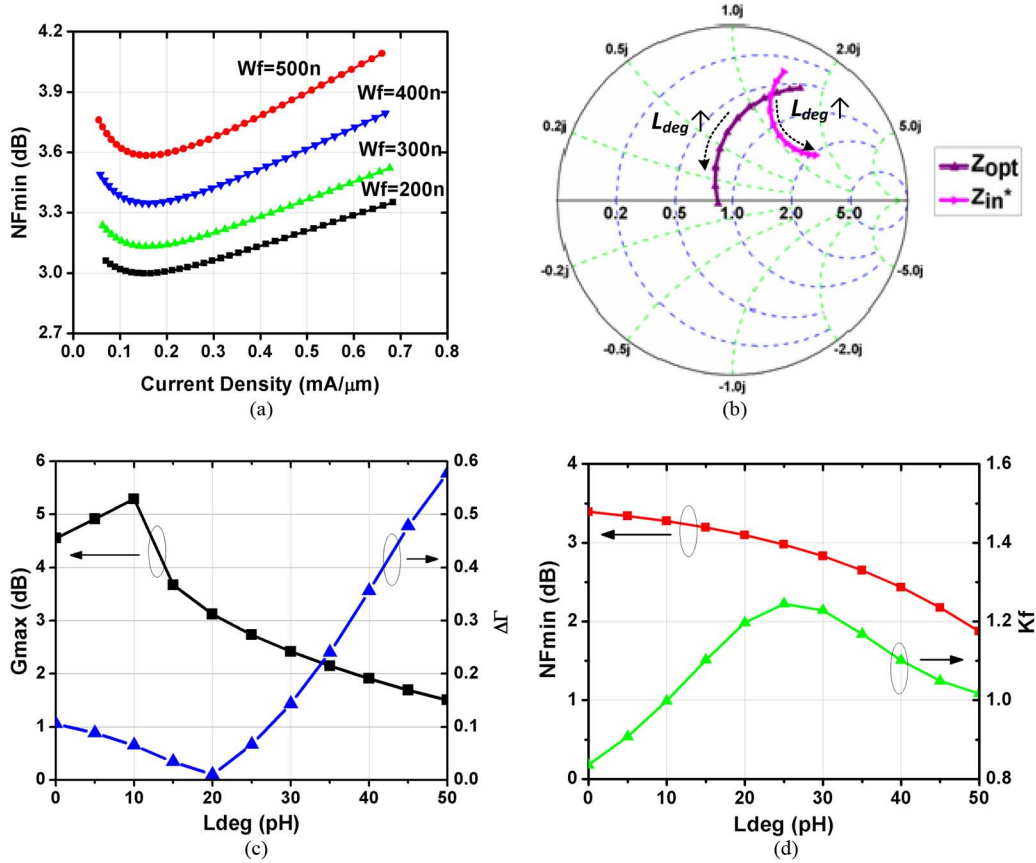 4.2
3.9
3.6
3.3
3.0
2.7
NFmin (dB)
Wf=500n
Wf=400n
Wf=300n
Wf=200n
0.0 0.1 0.2 0.3 0.4 0.5 0.6 0.7 0.8
Current Density (mA/μm)
(a)
1.0j
0.5j 2.0j
0.2j 5.0j
Ldeg↑ Ldeg↑
0.2 0.5 1.0 2.0 5.0
-0.2j -5.0j
-0.5j -2.0j
-1.0j
Zopt
Zin*
(b)
6
5
4
3
2
1
0
Gmax (dB)
0.6
0.5
0.4
0.3
0.2
0.1
0.0
ΔΓ
0 10 20 30 40 50
Ldeg (pH)
(c)
4
3
2
1
0
NFmin (dB)
1.6
1.4
1.2
1.0
0.8
Kf
0 10 20 30 40 50
Ldeg (pH)
(d)